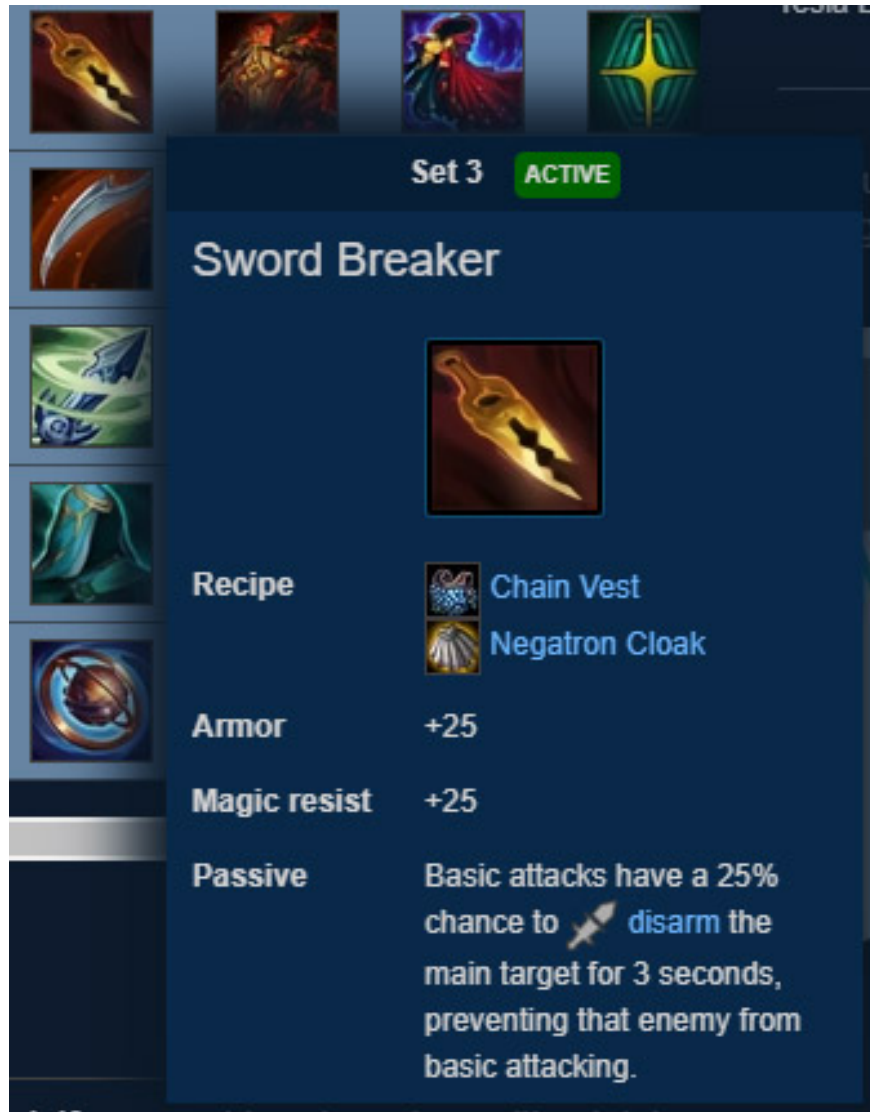 Set 3 ACTIVE
Sword Breaker
Recipe
Chain Vest
Negatron Cloak
Armor +25
Magic resist +25
Passive Basic attacks have a 25%
chance to disarm the
main target for 3 seconds,
preventing that enemy from
basic attacking.